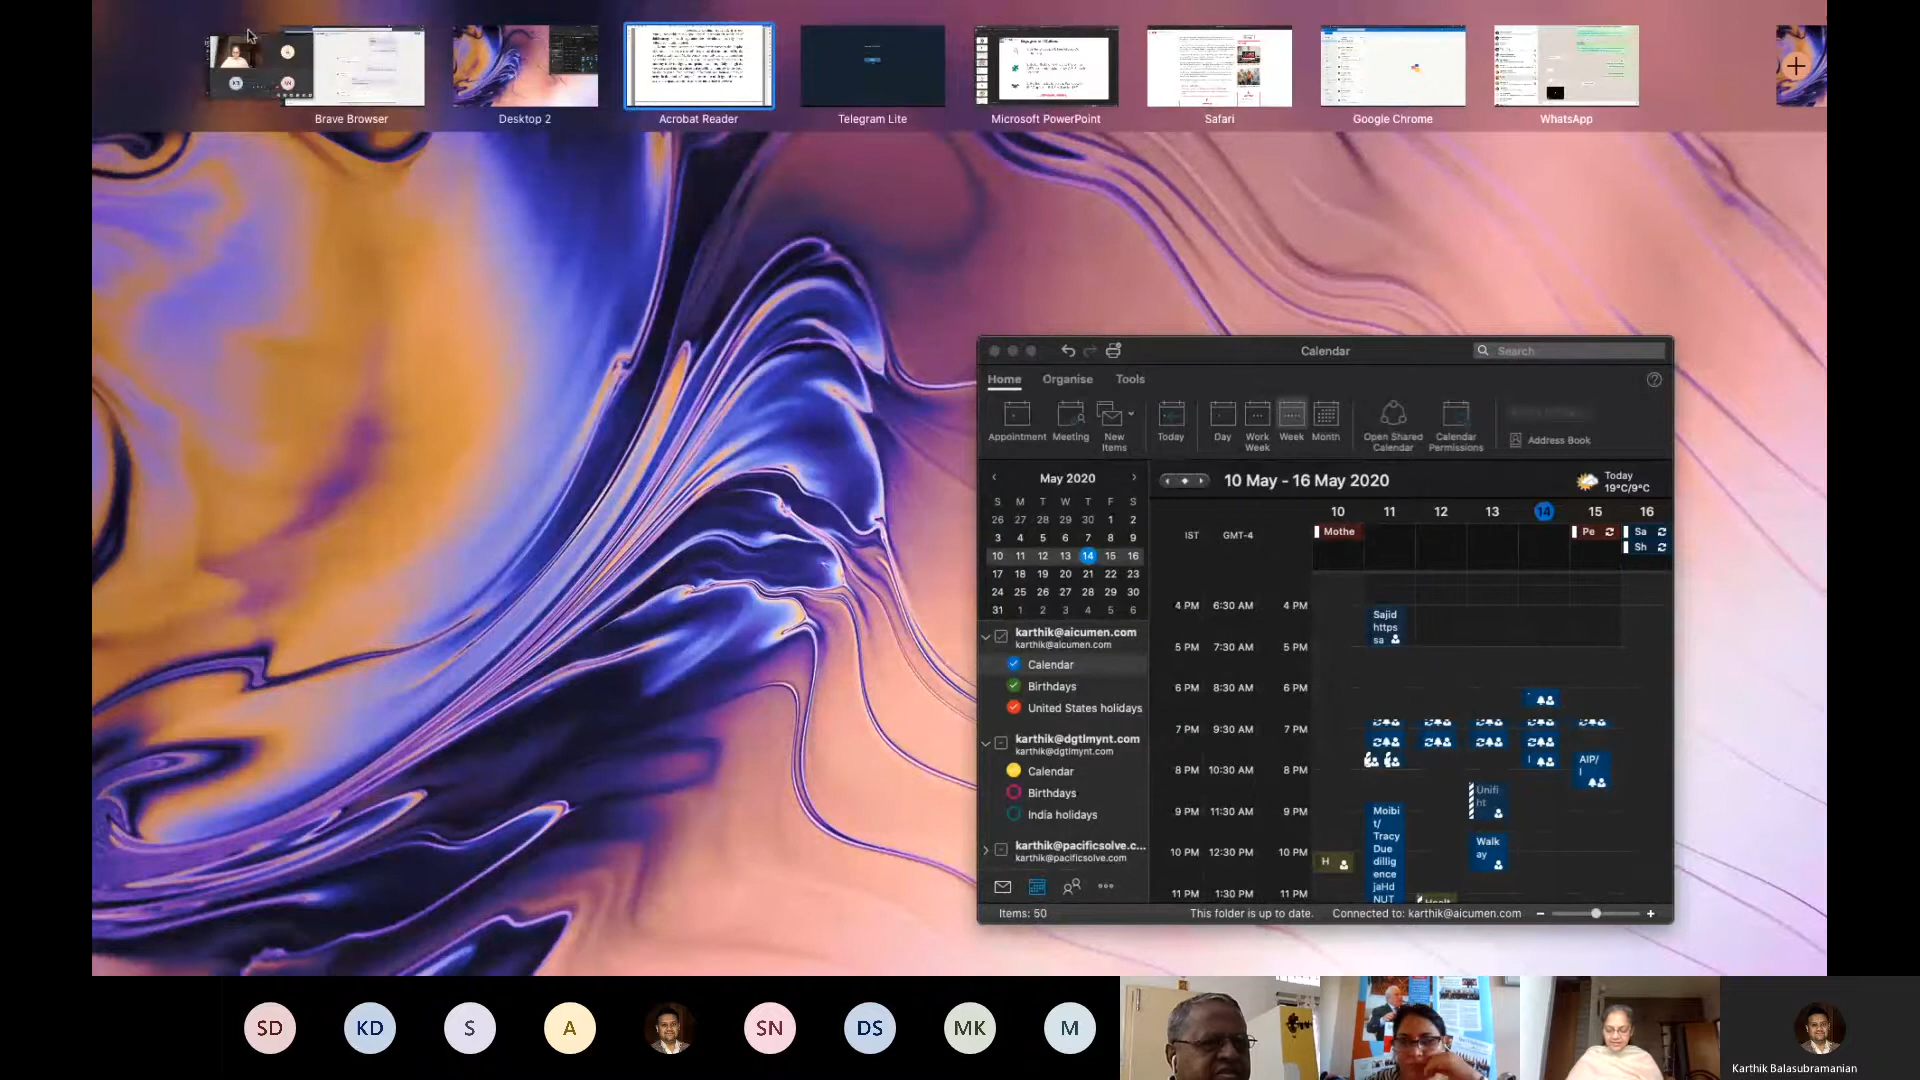 Brave Browser
Desktop 2
Acrobat Reader
Telegram Lite
Microsoft PowerPoint
Safari
Google Chrome
WhatsApp
Calendar
Search
Home
Organise
Tools
Appointment
Meeting
New Items
Today
Day
Work Week
Week
Month
Open Shared Calendar
Calendar Permissions
Address Book
May 2020
10 May - 16 May 2020
Today
19°C/9°C
S M T W T F S
26 27 28 29 30 1 2
3 4 5 6 7 8 9
10 11 12 13 14 15 16
17 18 19 20 21 22 23
24 25 26 27 28 29 30
31 1 2 3 4 5 6
10 11 12 13 14 15 16
IST GMT-4
Mothe
Pe
Sa
Sh
4 PM 6:30 AM 4 PM
5 PM 7:30 AM 5 PM
6 PM 8:30 AM 6 PM
7 PM 9:30 AM 7 PM
8 PM 10:30 AM 8 PM
9 PM 11:30 AM 9 PM
10 PM 12:30 PM 10 PM
11 PM 1:30 PM 11 PM
Sajid
https
sa
AIP/
I
I
Unifi
ht
Moibi
t/
Tracy
Due
dillig
ence
jaHd
NUT
Walk
ay
H
karthik@aicumen.com
karthik@aicumen.com
Calendar
Birthdays
United States holidays
karthik@dgtlmynt.com
karthik@dgtlmynt.com
Calendar
Birthdays
India holidays
karthik@pacificsolve.c...
karthik@pacificsolve.com
Items: 50
This folder is up to date.
Connected to: karthik@aicumen.com
SD
KD
S
A
SN
DS
MK
M
Karthik Balasubramanian